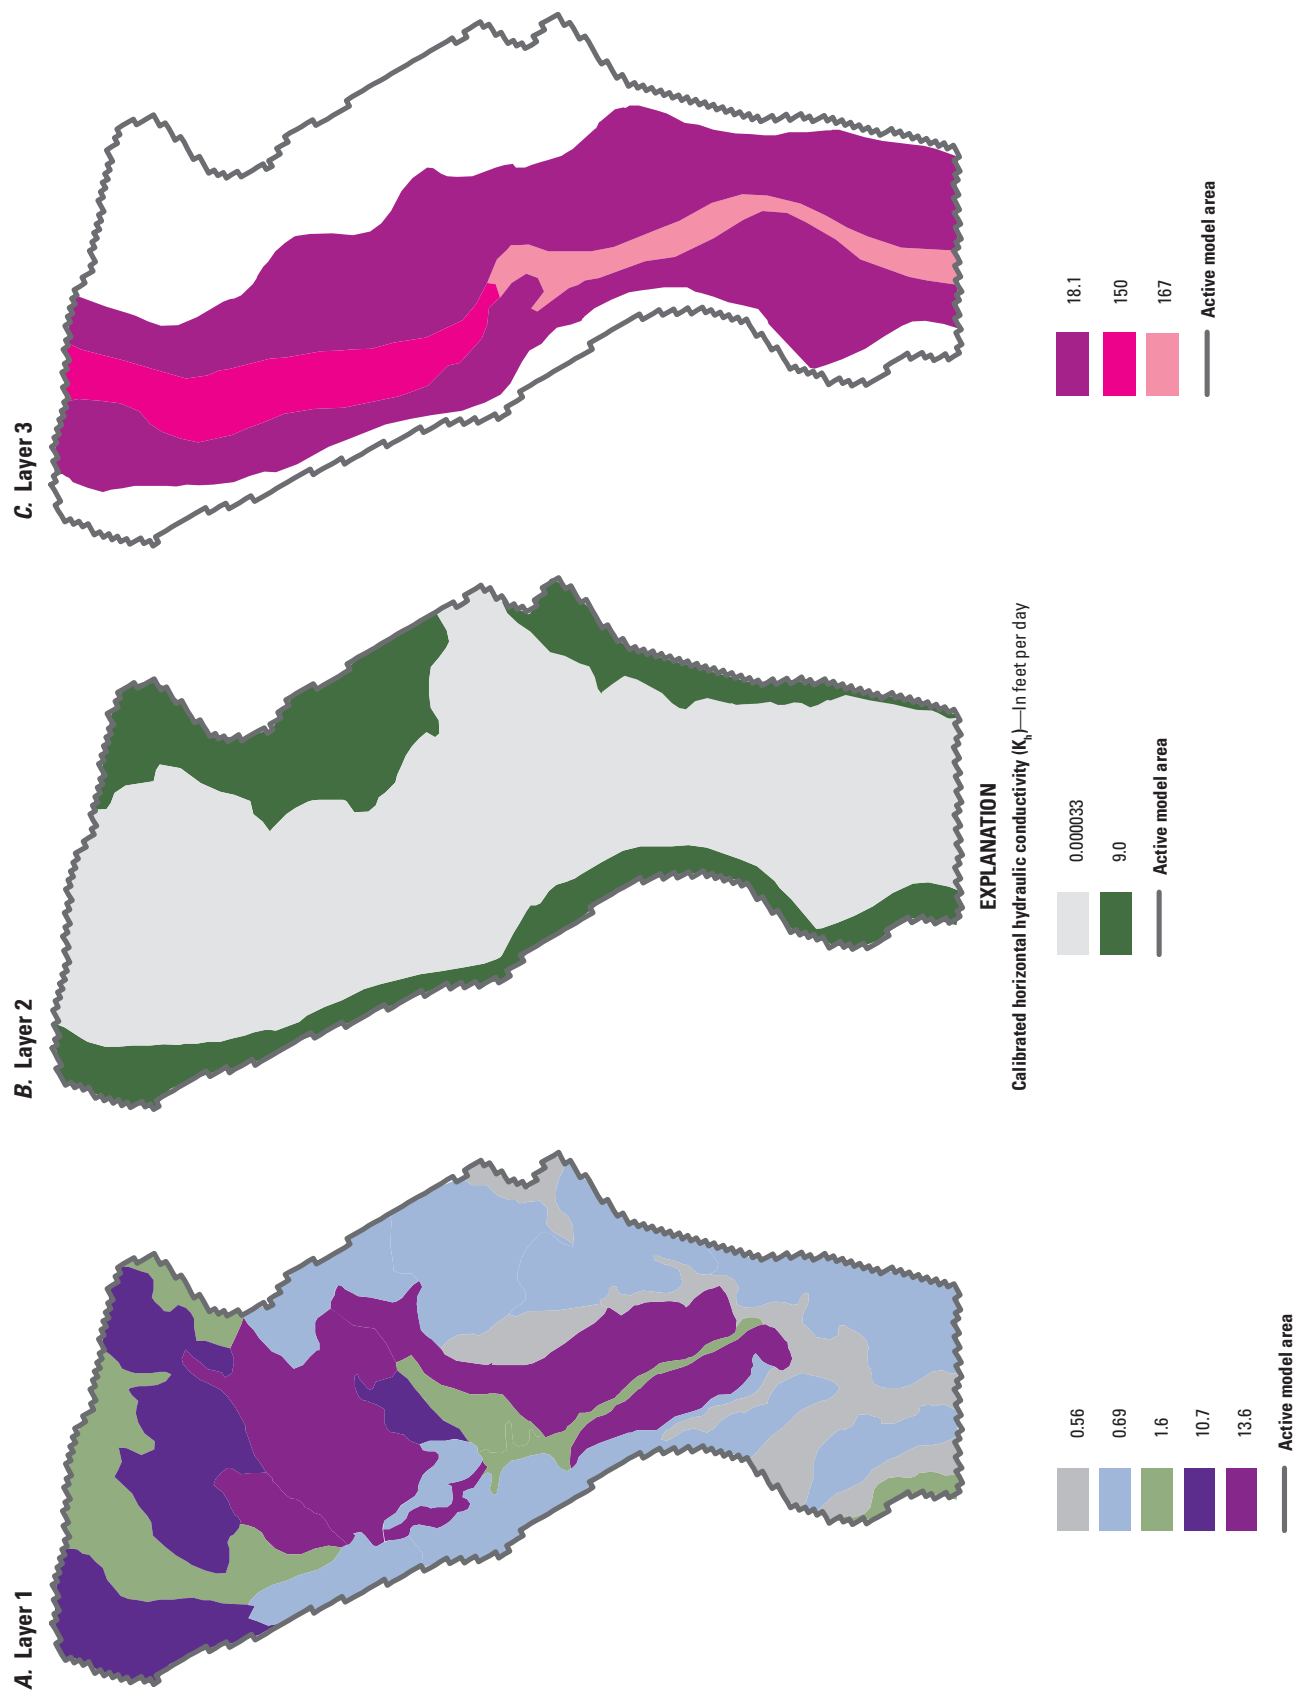 A. Layer 1
B. Layer 2
C. Layer 3
EXPLANATION
Calibrated horizontal hydraulic conductivity (Kh)—In feet per day
0.56
0.69
1.6
10.7
13.6
Active model area
0.000033
9.0
Active model area
18.1
150
167
Active model area